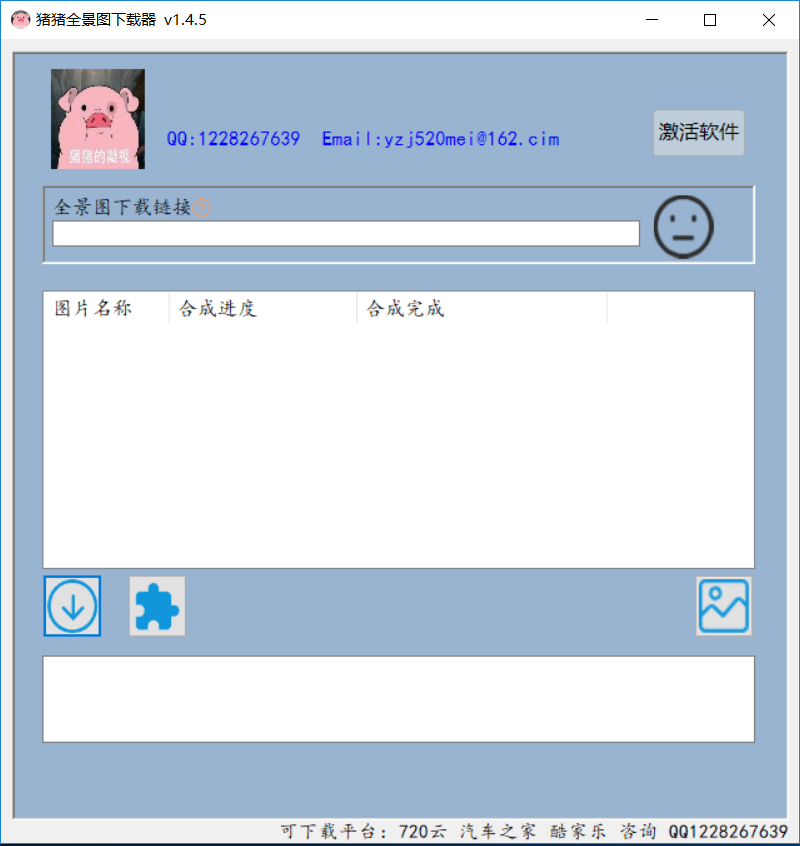 猪猪全景图下载器 v1.4.5
猪猪的凝视
QQ:1228267639 Email:yzj520mei@162.cim
激活软件
全景图下载链接?
图片名称 合成进度 合成完成
可下载平台：720云 汽车之家 酷家乐 咨询 QQ1228267639